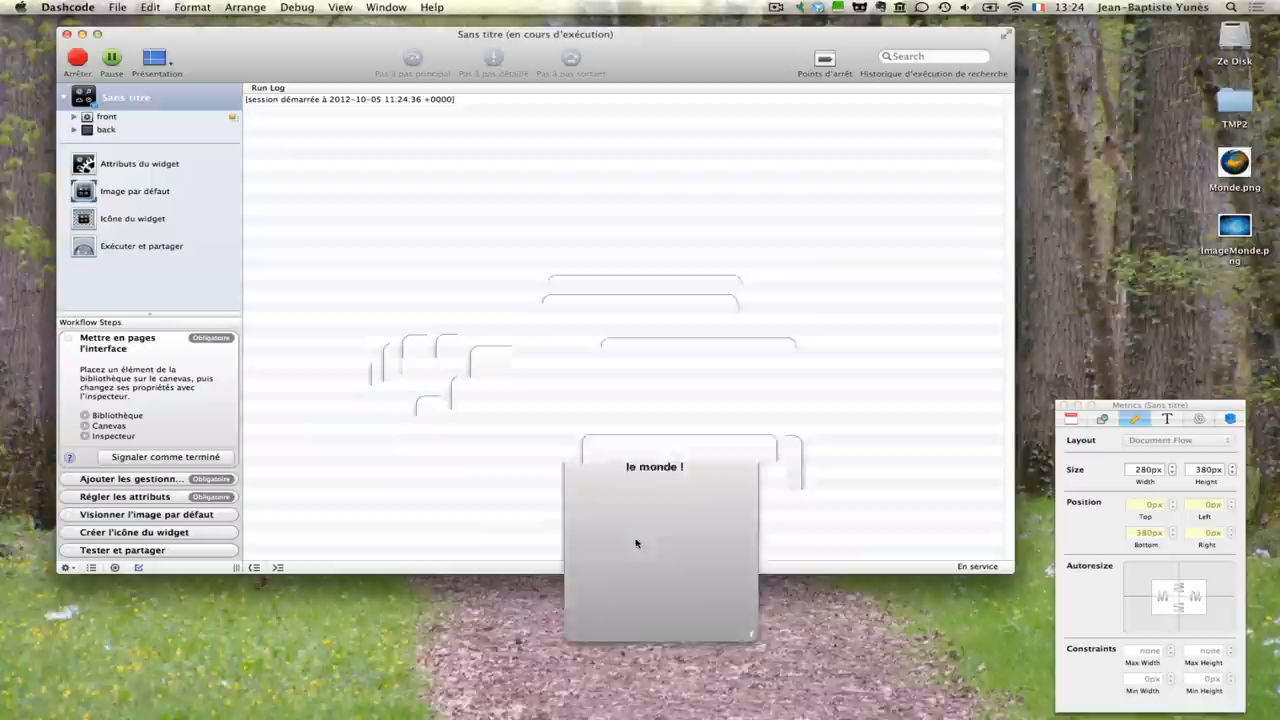 Dashcode File Edit Format Arrange Debug View Window Help
13:24 Jean-Baptiste Yunès
Sans titre (en cours d'exécution)
Arrêter Pause Présentation
Pas à pas principal Pas à pas détaillé Pas à pas sortier
Search
Points d'arrêt Historique d'exécution de recherche
Ze Disk
TMP2
Monde.png
ImageMonde.p
ng
Sans titre
front
back
Attributs du widget
Image par défaut
Icône du widget
Exécuter et partager
Run Log
[session démarrée à 2012-10-05 11:24:36 +0000]
Workflow Steps
Mettre en pages
l'interface
Obligatoire
Placez un élément de la
bibliothèque sur le canevas, puis
changez ses propriétés avec
l'inspecteur.
Bibliothèque
Canevas
Inspecteur
? Signaler comme terminé
Ajouter les gestionn... Obligatoire
Régler les attributs Obligatoire
Visionner l'image par défaut
Créer l'icône du widget
Tester et partager
En service
le monde !
i
Metrics (Sans titre)
T
Layout Document Flow
Size 280px 380px
Width Height
Position 0px 0px
Top Left
380px 0px
Bottom Right
Autoresize
M M M M
Constraints none none
Max Width Max Height
0px 0px
Min Width Min Height